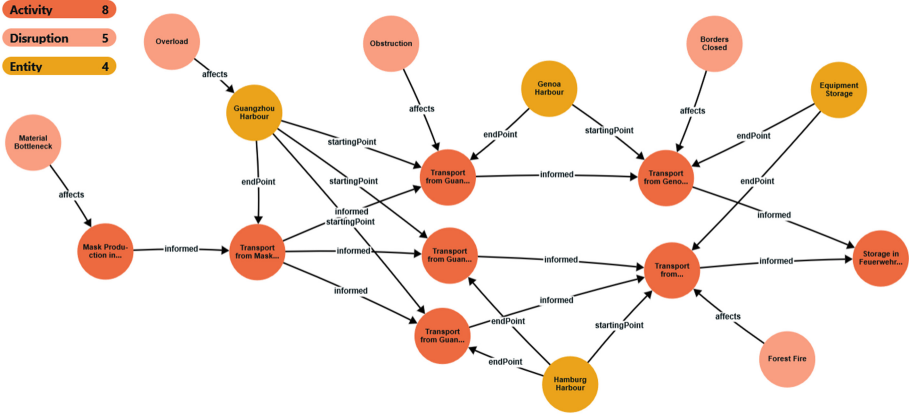 Activity 8
Disruption 5
Entity 4
Overload
Obstruction
Borders
Closed
affects
Genoa
Harbour
Equipment
Storage
Guangzhou
Harbour
affects
endPoint
startingPoint
affects
Material
Bottleneck
startingPoint
endPoint
affects
endPoint
startingPoint
Transport
from Guan...
informed
Transport
from Geno...
endPoint
informed
startingPoint
informed
Mask Produ-
ction in...
informed
Transport
from Mask...
informed
Transport
from Guan...
informed
Transport
from...
informed
Storage in
Feuerwehr...
informed
informed
endPoint
startingPoint
affects
Transport
from Guan...
endPoint
Forest Fire
Hamburg
Harbour